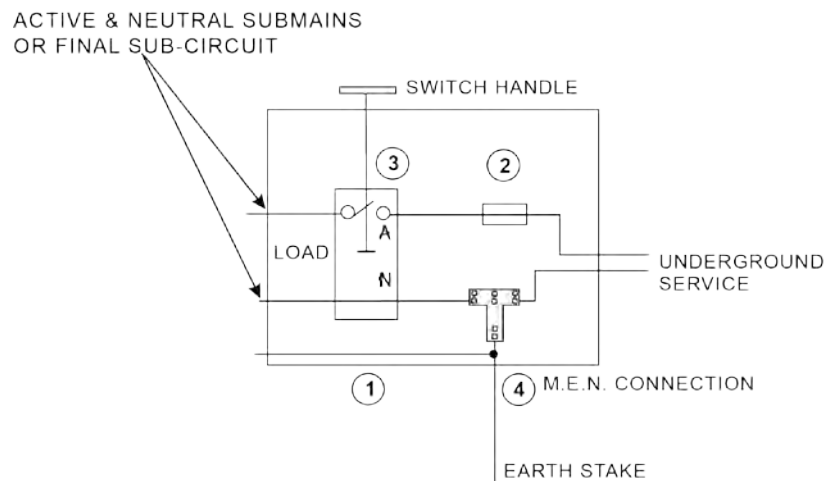 ACTIVE & NEUTRAL SUBMAINS
OR FINAL SUB-CIRCUIT
SWITCH HANDLE
3
2
A
LOAD
N
UNDERGROUND
SERVICE
1
4
M.E.N. CONNECTION
EARTH STAKE